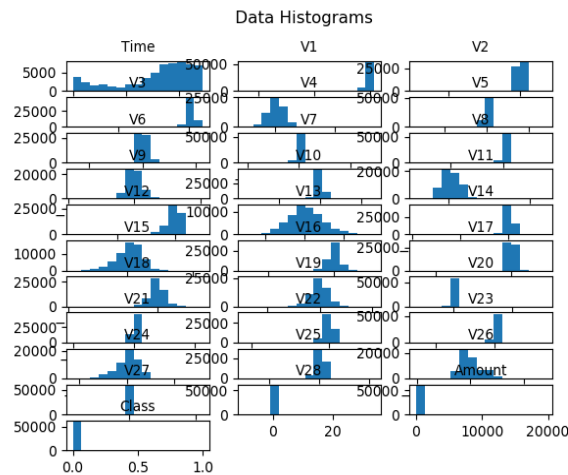 Data Histograms
Time V1 V2
5000 0 50000 0 25000 0
V3 V4 V5
25000 0 25000 0 50000 0
V6 V7 V8
25000 0 50000 0 50000 0
V9 V10 V11
20000 0 25000 0 20000 0
V12 V13 V14
25000 0 10000 0 25000 0
V15 V16 V17
10000 0 25000 0 25000 0
V18 V19 V20
25000 0 25000 0 50000 0
V21 V22 V23
25000 0 25000 0 50000 0
V24 V25 V26
20000 0 25000 0 20000 0
V27 V28 Amount
50000 0 50000 0 50000 0
Class
50000 0
0.0 0.5 1.0 0 20 0 10000 20000